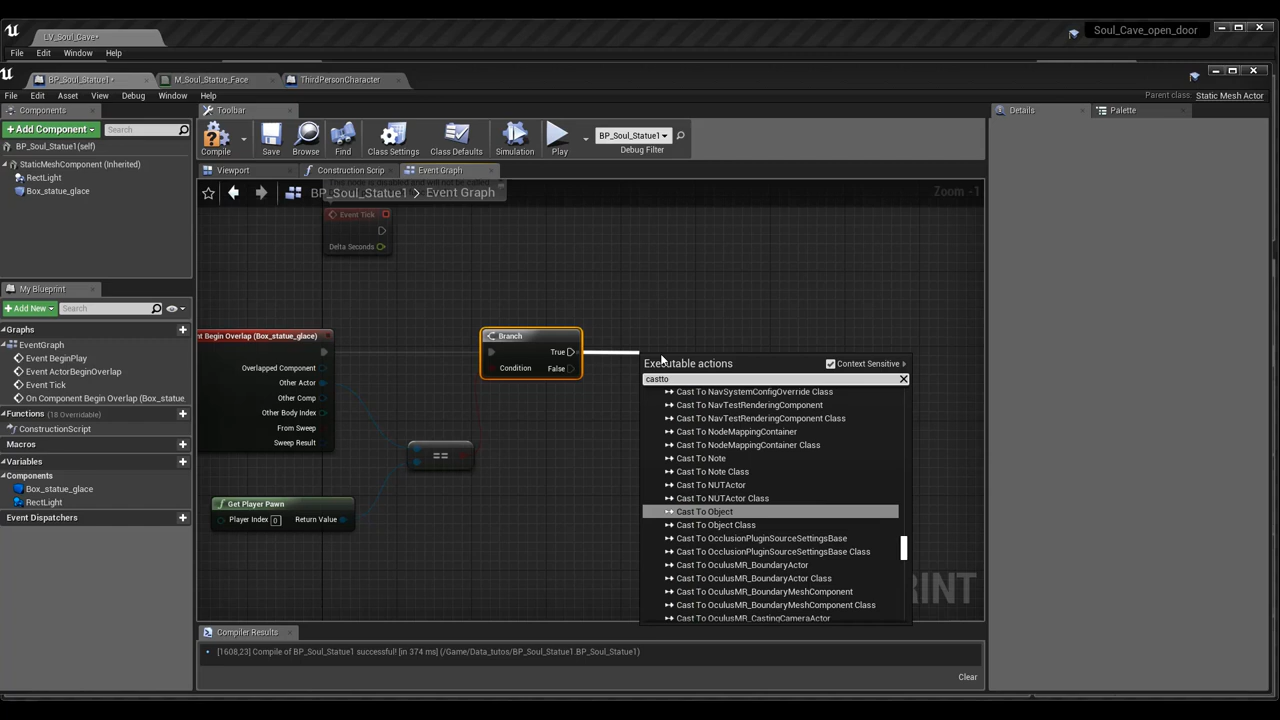 LV_Soul_Cave*
Soul_Cave_open_door
File Edit Window Help
BP_Soul_Statue1* M_Soul_Statue_Face ThirdPersonCharacter
File Edit Asset View Debug Window Help
Parent class: Static Mesh Actor
Components
Toolbar
Details
Palette
+ Add Component
Search
BP_Soul_Statue1(self)
StaticMeshComponent (Inherited)
RectLight
Box_statue_glace
Compile
Save
Browse
Find
Class Settings
Class Defaults
Simulation
Play
BP_Soul_Statue1
Debug Filter
Viewport
Construction Scrip
Event Graph
This node is disabled and will not be called.
BP_Soul_Statue1 > Event Graph
Zoom -1
Event Tick
Delta Seconds
My Blueprint
+ Add New
Search
Graphs
EventGraph
Event BeginPlay
Event ActorBeginOverlap
Event Tick
On Component Begin Overlap (Box_statue
Functions (18 Overridable)
ConstructionScript
Macros
Variables
Components
Box_statue_glace
RectLight
Event Dispatchers
nt Begin Overlap (Box_statue_glace)
Overlapped Component
Other Actor
Other Comp
Other Body Index
From Sweep
Sweep Result
Get Player Pawn
Player Index 0
Return Value
==
Branch
True
Condition
False
Executable actions
Context Sensitive
castto
Cast To NavSystemConfigOverride Class
Cast To NavTestRenderingComponent
Cast To NavTestRenderingComponent Class
Cast To NodeMappingContainer
Cast To NodeMappingContainer Class
Cast To Note
Cast To Note Class
Cast To NUTActor
Cast To NUTActor Class
Cast To Object
Cast To Object Class
Cast To OcclusionPluginSourceSettingsBase
Cast To OcclusionPluginSourceSettingsBase Class
Cast To OculusMR_BoundaryActor
Cast To OculusMR_BoundaryActor Class
Cast To OculusMR_BoundaryMeshComponent
Cast To OculusMR_BoundaryMeshComponent Class
Cast To OculusMR_CastingCameraActor
RINT
Compiler Results
[1608,23] Compile of BP_Soul_Statue1 successful! [in 374 ms] (/Game/Data_tutos/BP_Soul_Statue1.BP_Soul_Statue1)
Clear